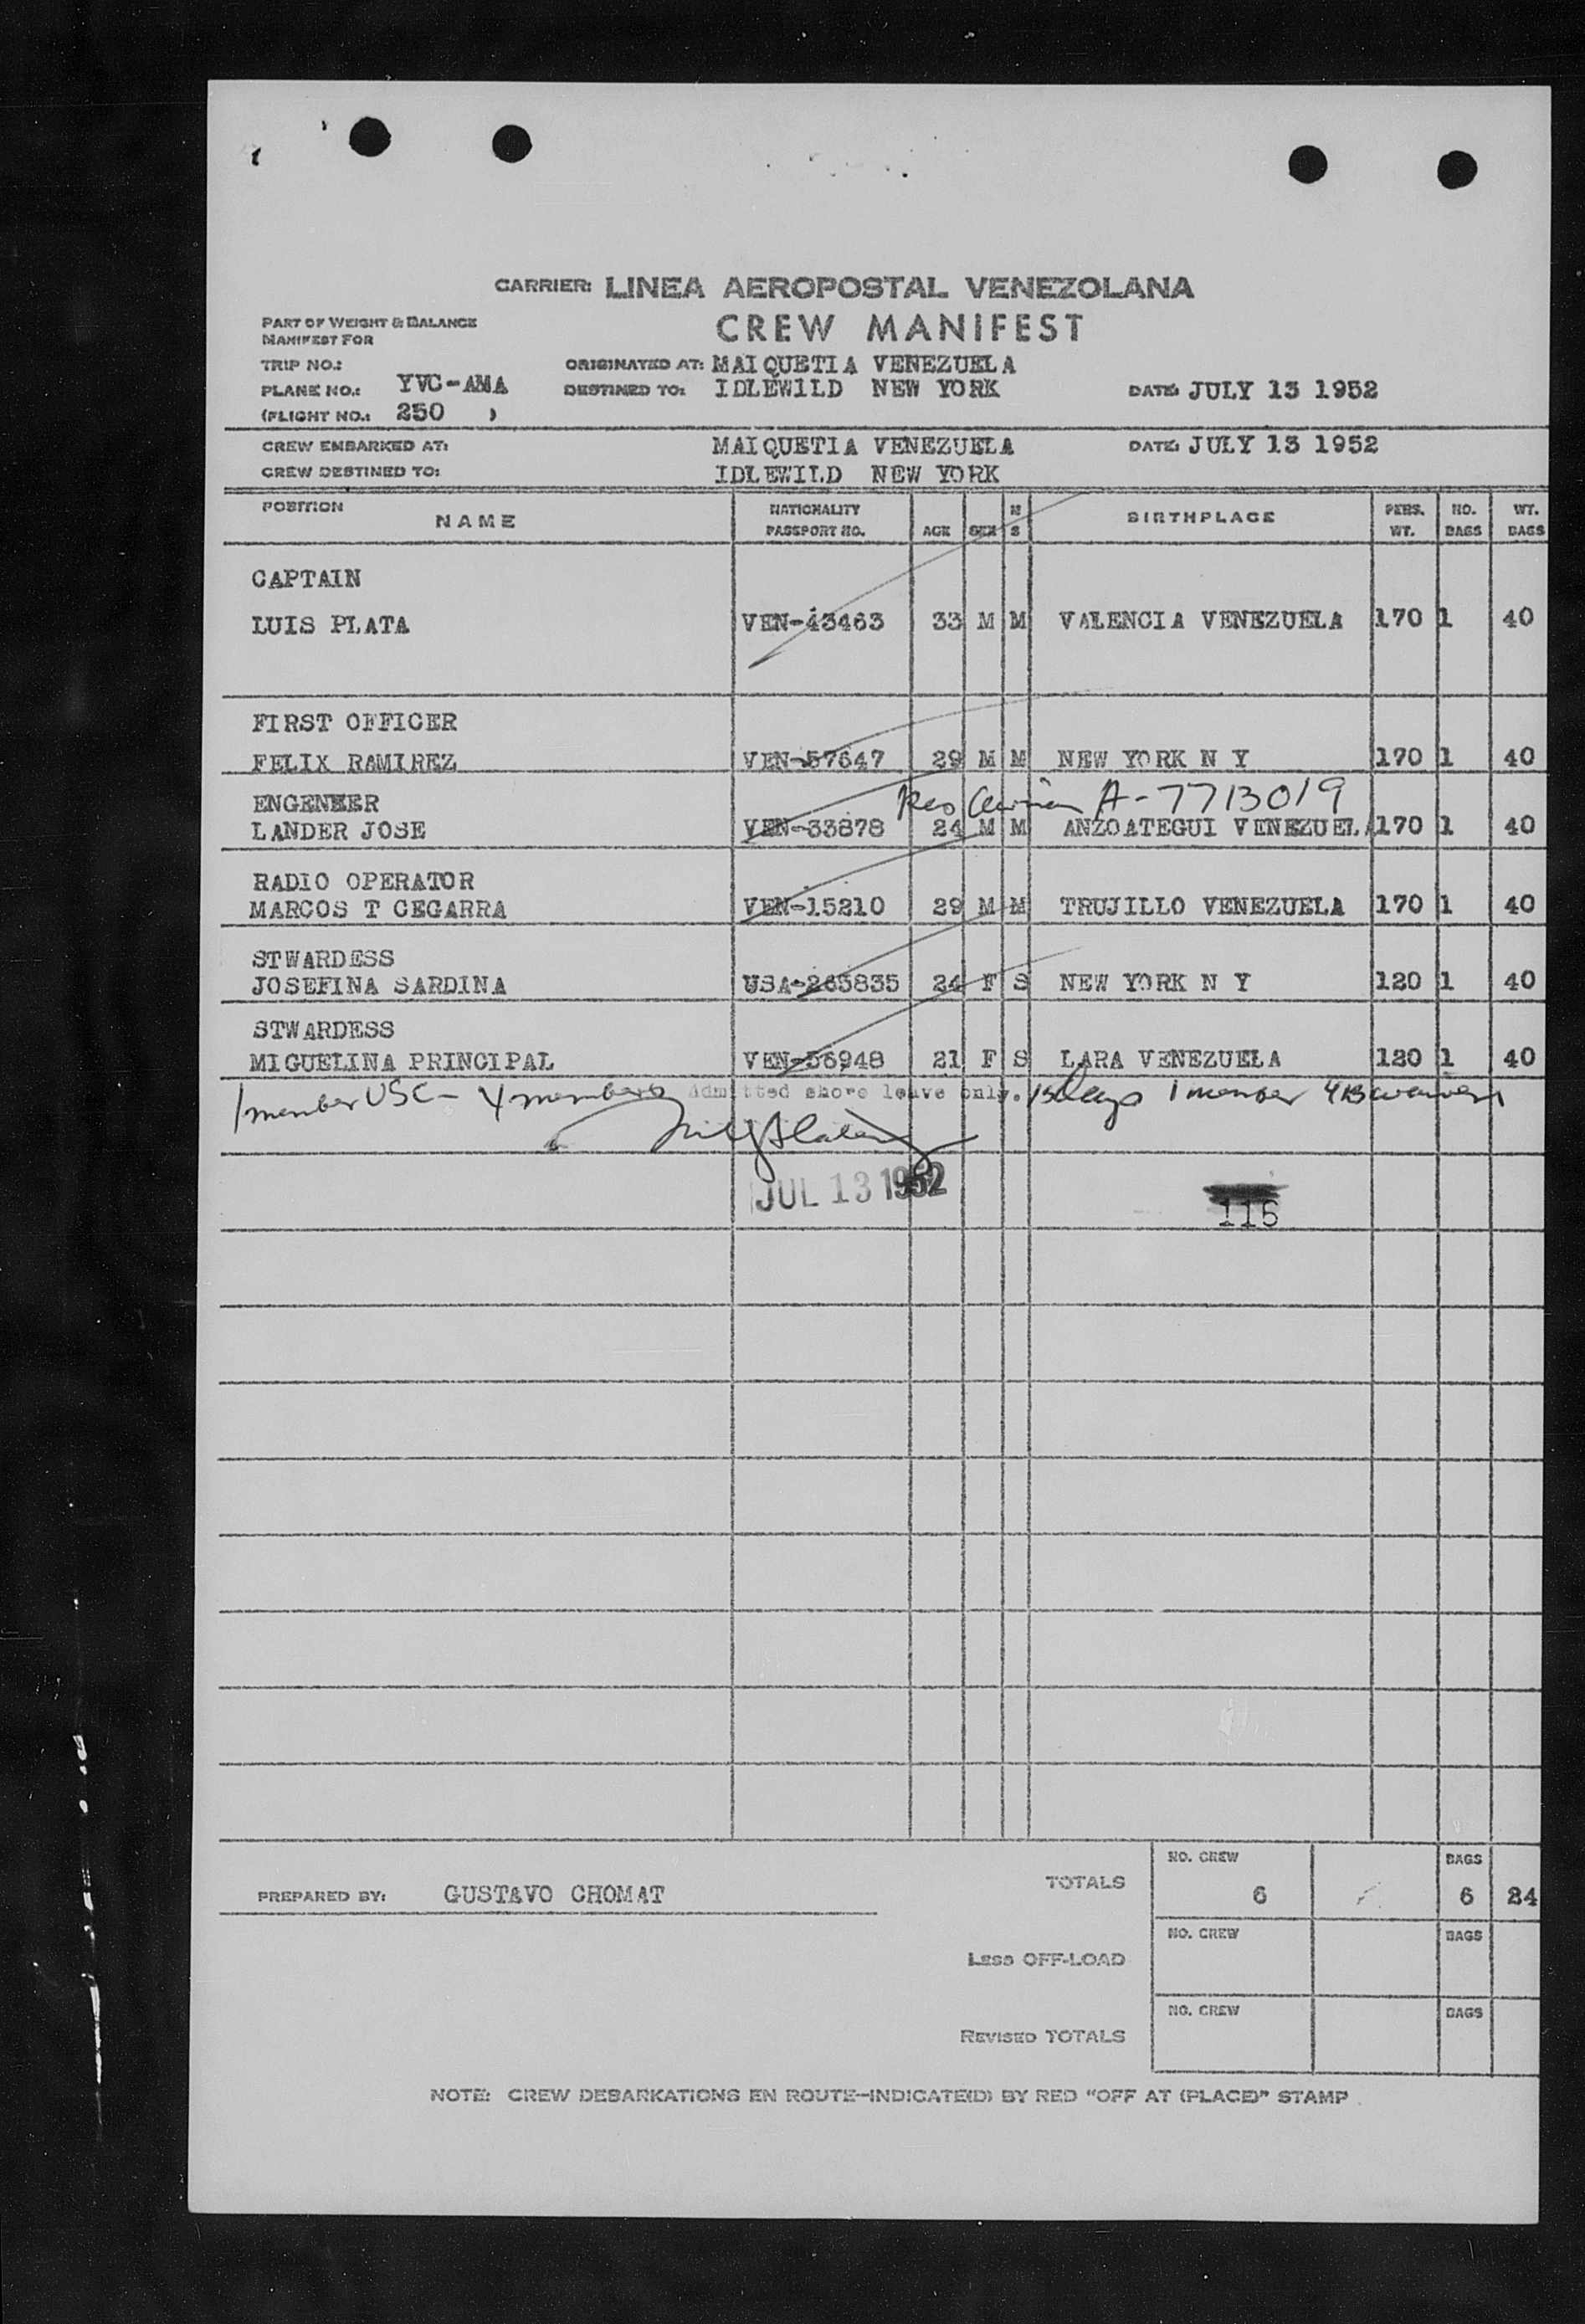 CARRIER: LINEA AEROPOSTAL VENEZOLANA
PART OF WEIGHT & BALANCE
MANIFEST FOR
CREW MANIFEST
TRIP NO.: ORIGINATED AT: MAIQUETIA VENEZUELA
PLANE NO.: YVC-AMA DESTINED TO: IDLEWILD NEW YORK DATE: JULY 13 1952
(FLIGHT NO.: 250 )
CREW EMBARKED AT: MAIQUETIA VENEZUELA DATE: JULY 13 1952
CREW DESTINED TO: IDLEWILD NEW YORK
POSITION NAME NATIONALITY PASSPORT NO. AGE SEX M S BIRTHPLACE PERS. WT. NO. BAGS WT. BAGS
CAPTAIN
LUIS PLATA VEN-43463 33 M M VALENCIA VENEZUELA 170 1 40
FIRST OFFICER
FELIX RAMIREZ VEN-57647 29 M M NEW YORK N Y 170 1 40
ENGENEER A-7713019
LANDER JOSE VEN-33878 24 M M ANZOATEGUI VENEZUELA 170 1 40
RADIO OPERATOR
MARCOS T CEGARRA VEN-15210 29 M M TRUJILLO VENEZUELA 170 1 40
STWARDESS
JOSEFINA SARDINA USA-265835 24 F S NEW YORK N Y 120 1 40
STWARDESS
MIGUELINA PRINCIPAL VEN-56948 21 F S LARA VENEZUELA 120 1 40
1 member USC - 4 members admitted shore leave only. 15 days 1 member
JUL 13 1952
116
PREPARED BY: GUSTAVO CHOMAT
TOTALS NO. CREW 6 BAGS 6 24
Less OFF-LOAD NO. CREW BAGS
REVISED TOTALS NO. CREW BAGS
NOTE: CREW DEBARKATIONS EN ROUTE—INDICATE(D) BY RED "OFF AT (PLACE)" STAMP